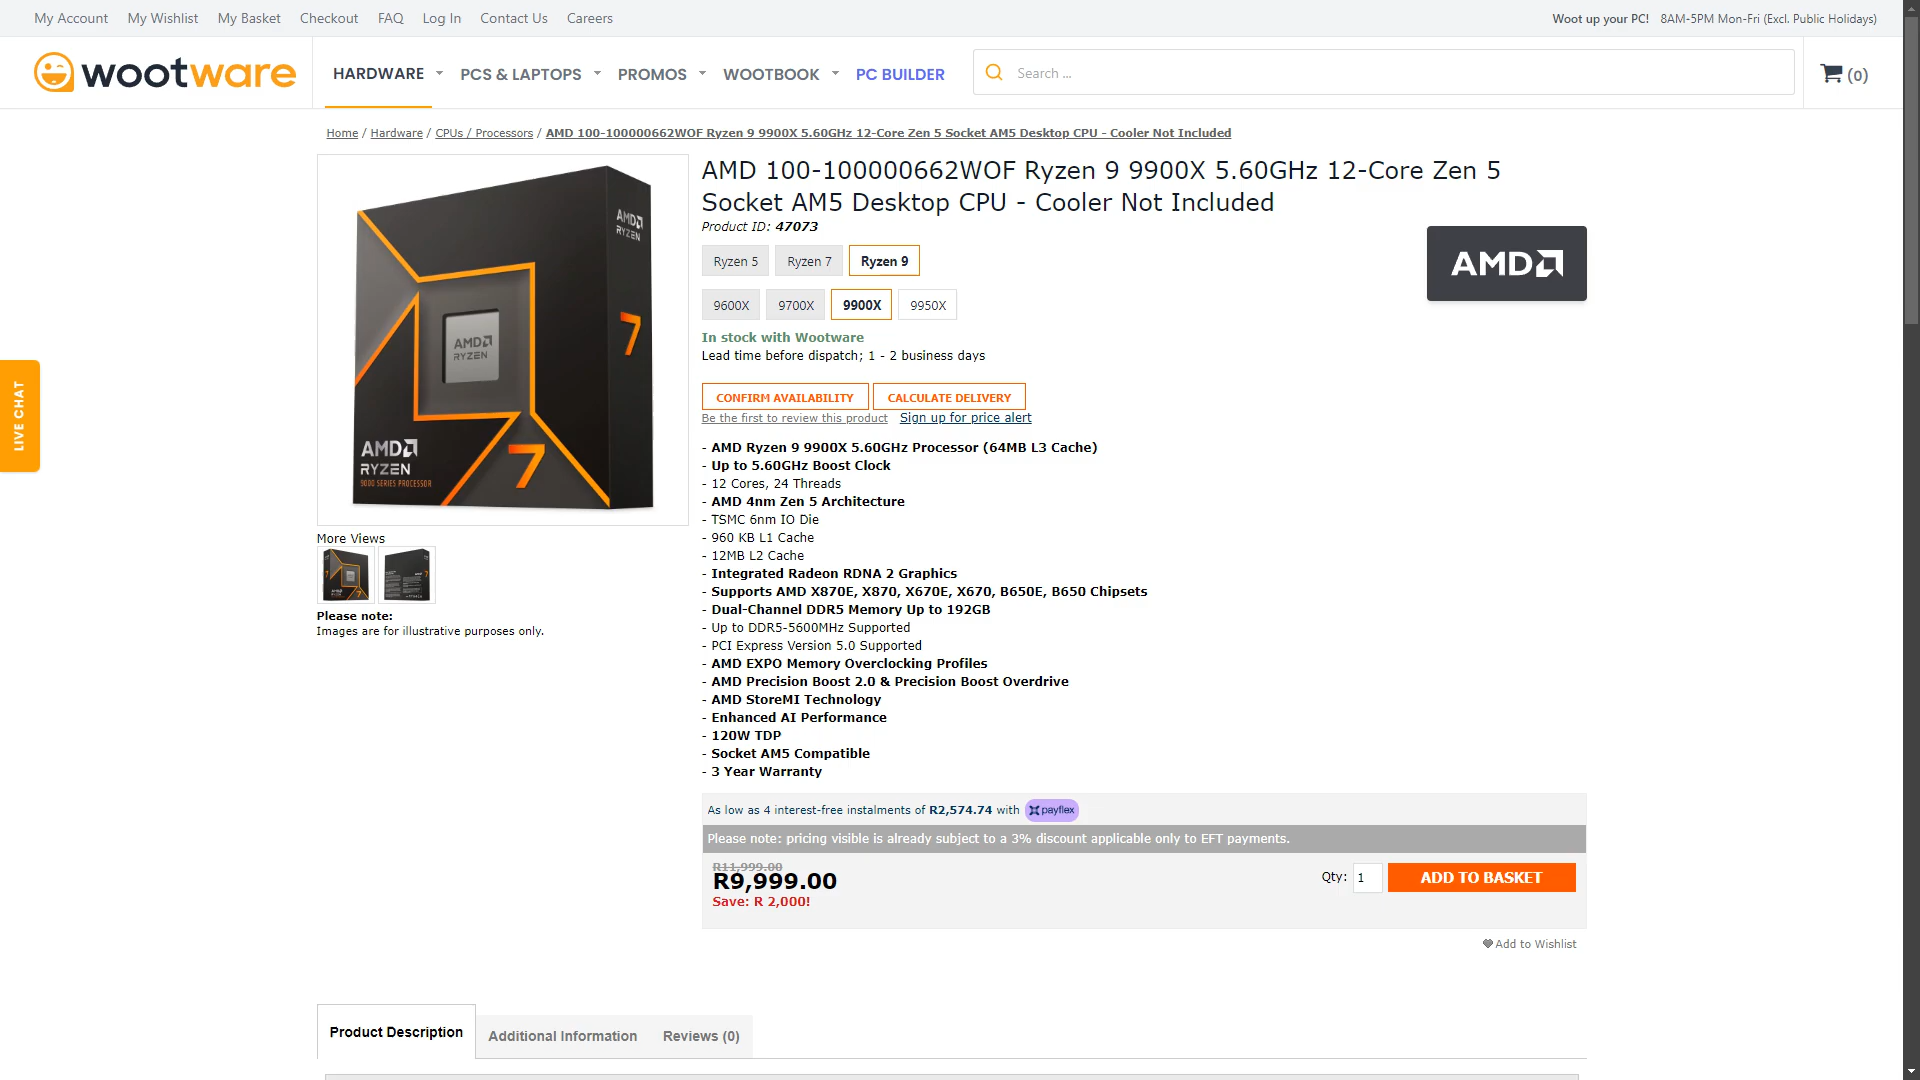 My Account My Wishlist My Basket Checkout FAQ Log In Contact Us Careers
Woot up your PC! 8AM-5PM Mon-Fri (Excl. Public Holidays)
wootware
HARDWARE PCS & LAPTOPS PROMOS WOOTBOOK PC BUILDER
Search ...
(0)
Home / Hardware / CPUs / Processors / AMD 100-100000662WOF Ryzen 9 9900X 5.60GHz 12-Core Zen 5 Socket AM5 Desktop CPU - Cooler Not Included
AMD RYZEN
7
AMD RYZEN
AMD
RYZEN
9000 SERIES PROCESSOR
7
LIVE CHAT
More Views
Please note:
Images are for illustrative purposes only.
AMD 100-100000662WOF Ryzen 9 9900X 5.60GHz 12-Core Zen 5
Socket AM5 Desktop CPU - Cooler Not Included
Product ID: 47073
AMD
Ryzen 5 Ryzen 7 Ryzen 9
9600X 9700X 9900X 9950X
In stock with Wootware
Lead time before dispatch; 1 - 2 business days
CONFIRM AVAILABILITY CALCULATE DELIVERY
Be the first to review this product Sign up for price alert
- AMD Ryzen 9 9900X 5.60GHz Processor (64MB L3 Cache)
- Up to 5.60GHz Boost Clock
- 12 Cores, 24 Threads
- AMD 4nm Zen 5 Architecture
- TSMC 6nm IO Die
- 960 KB L1 Cache
- 12MB L2 Cache
- Integrated Radeon RDNA 2 Graphics
- Supports AMD X870E, X870, X670E, X670, B650E, B650 Chipsets
- Dual-Channel DDR5 Memory Up to 192GB
- Up to DDR5-5600MHz Supported
- PCI Express Version 5.0 Supported
- AMD EXPO Memory Overclocking Profiles
- AMD Precision Boost 2.0 & Precision Boost Overdrive
- AMD StoreMI Technology
- Enhanced AI Performance
- 120W TDP
- Socket AM5 Compatible
- 3 Year Warranty
As low as 4 interest-free instalments of R2,574.74 with payflex
Please note: pricing visible is already subject to a 3% discount applicable only to EFT payments.
R11,999.00
R9,999.00
Save: R 2,000!
Qty: 1 ADD TO BASKET
Add to Wishlist
Product Description Additional Information Reviews (0)